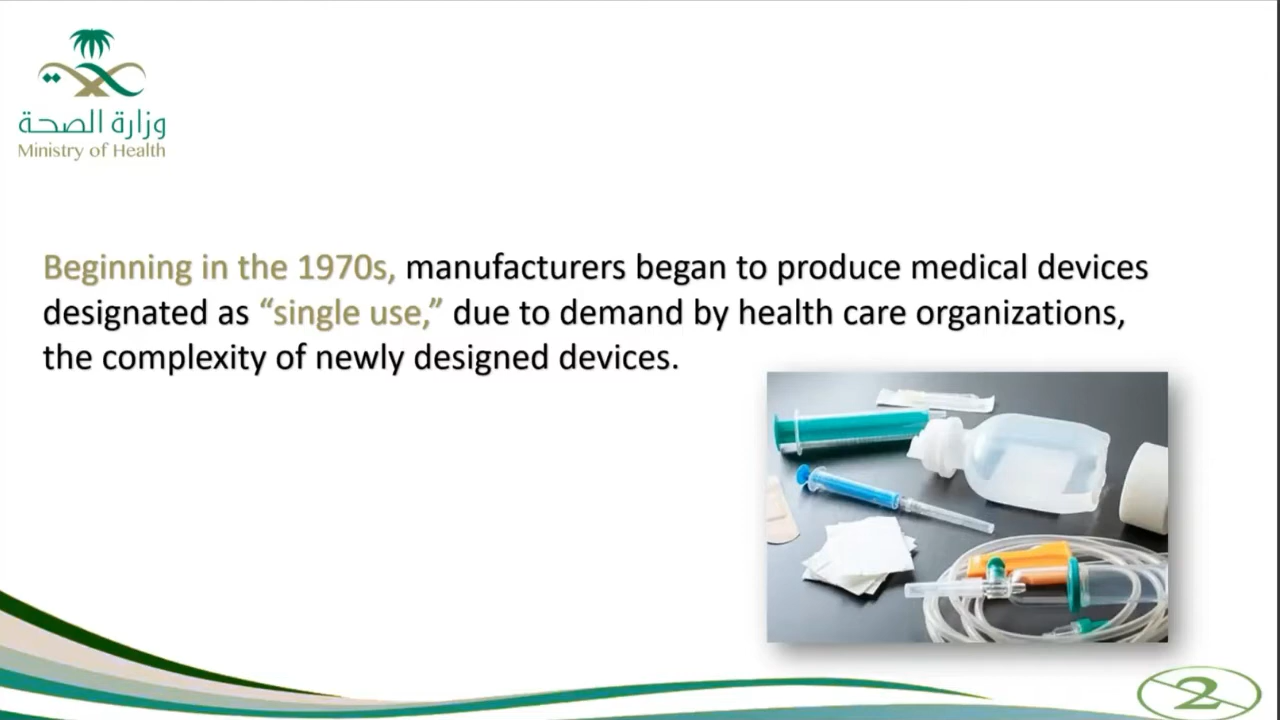 وزارة الصحة
Ministry of Health
Beginning in the 1970s, manufacturers began to produce medical devices
designated as “single use,” due to demand by health care organizations,
the complexity of newly designed devices.
2